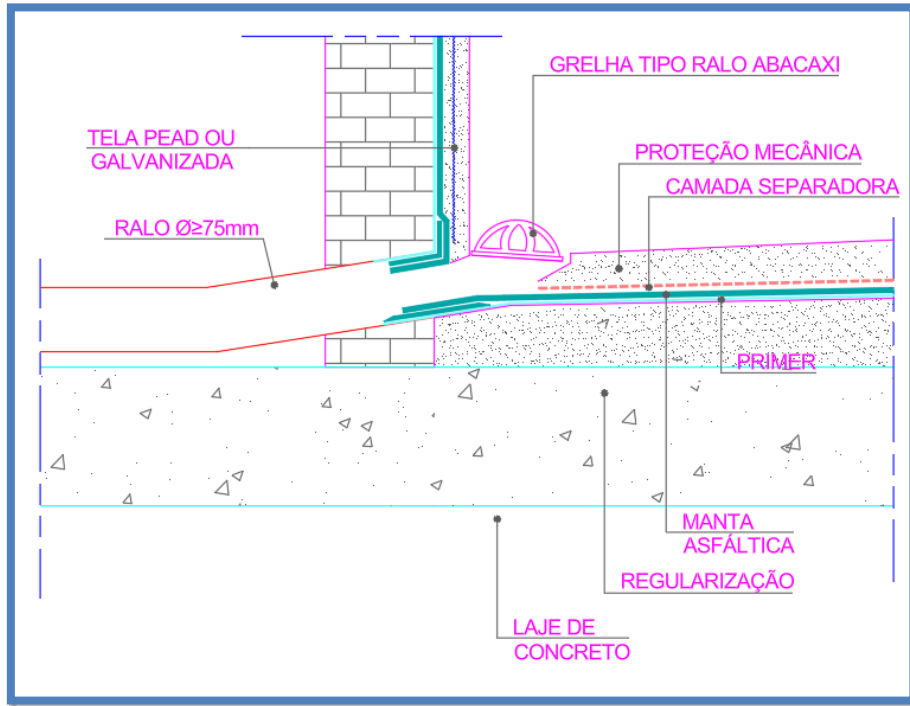 GRELHA TIPO RALO ABACAXI
TELA PEAD OU
GALVANIZADA
PROTEÇÃO MECÂNICA
CAMADA SEPARADORA
RALO Ø≥75mm
PRIMER
MANTA
ASFÁLTICA
REGULARIZAÇÃO
LAJE DE
CONCRETO